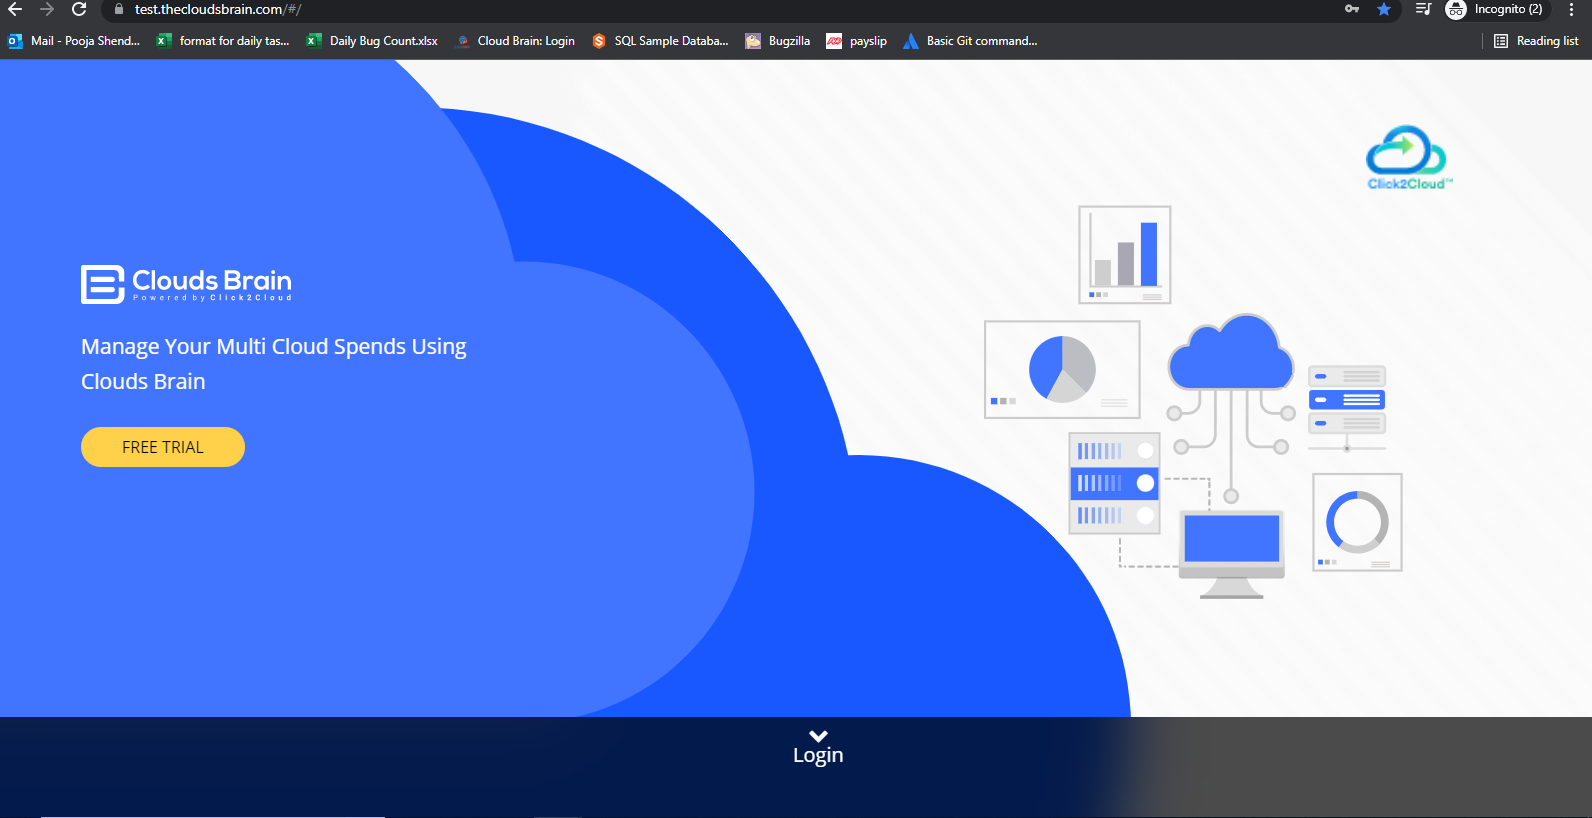 test.thecloudsbrain.com/#/
Incognito (2)
Mail - Pooja Shend...
format for daily tas...
Daily Bug Count.xlsx
Cloud Brain: Login
SQL Sample Databa...
Bugzilla
payslip
Basic Git command...
Reading list
Click2Cloud™
Clouds Brain
Powered by Click2Cloud
Manage Your Multi Cloud Spends Using
Clouds Brain
FREE TRIAL
Login